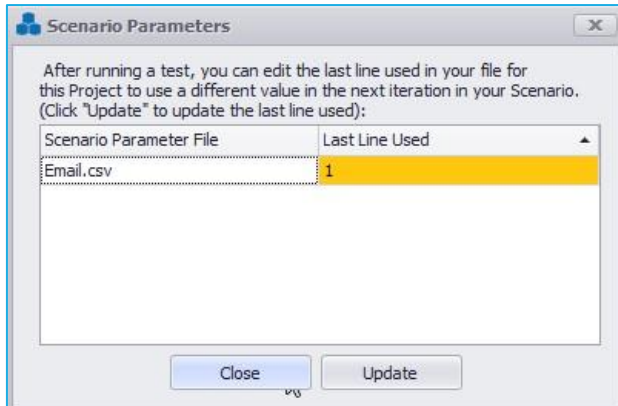 Scenario Parameters
After running a test, you can edit the last line used in your file for
this Project to use a different value in the next iteration in your Scenario.
(Click "Update" to update the last line used):
Scenario Parameter File Last Line Used
Email.csv 1
Close Update